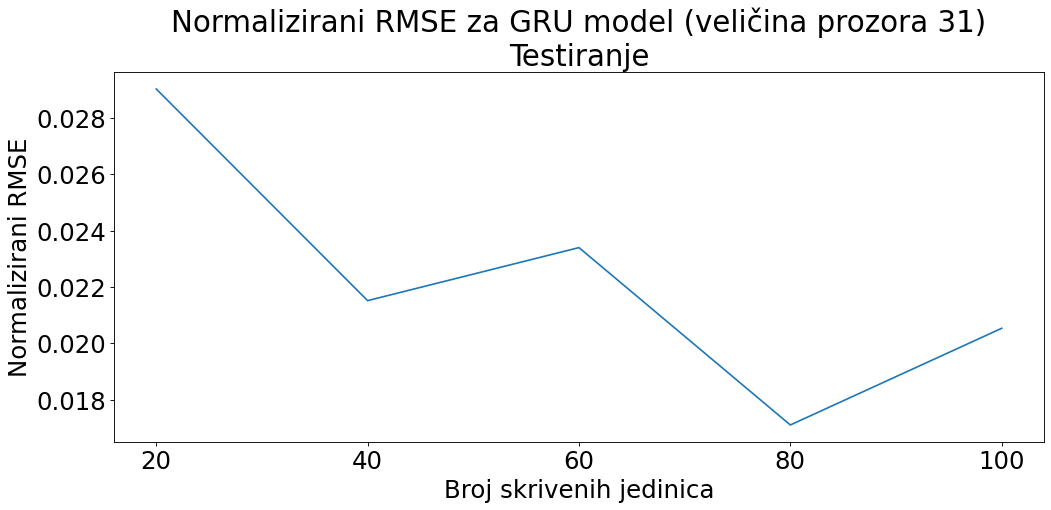 Normalizirani RMSE za GRU model (veličina prozora 31)
Testiranje
Normalizirani RMSE
0.028
0.026
0.024
0.022
0.020
0.018
20 40 60 80 100
Broj skrivenih jedinica